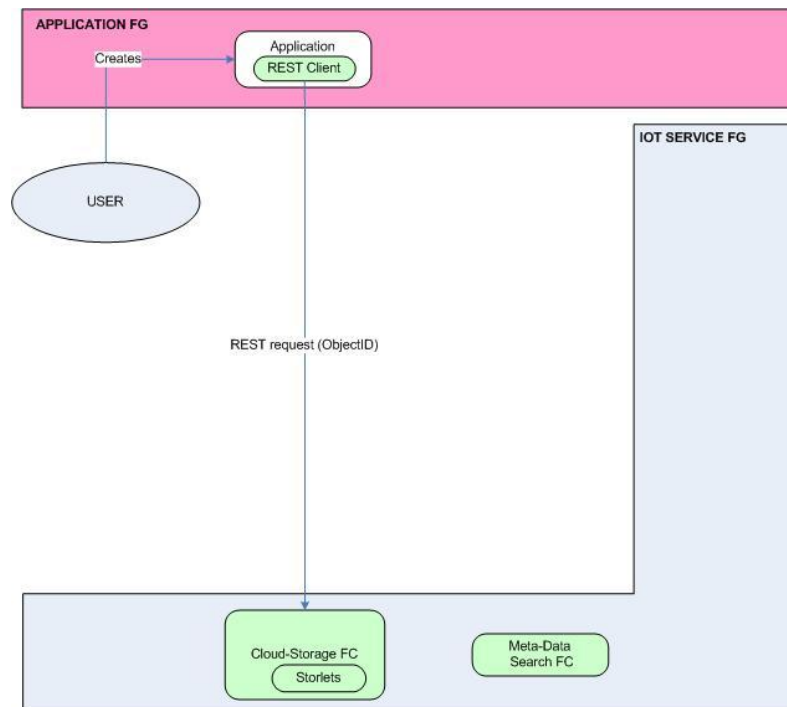 APPLICATION FG
Application
REST Client
Creates
IOT SERVICE FG
USER
REST request (ObjectID)
Cloud-Storage FC
Storlets
Meta-Data
Search FC